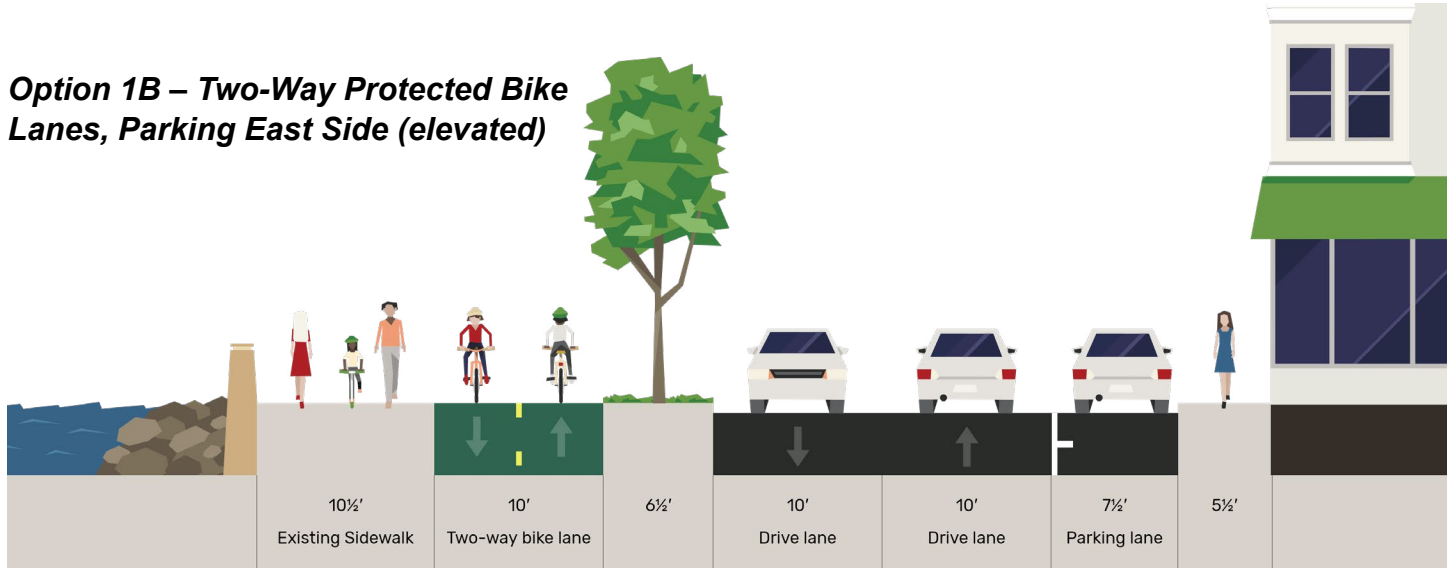 Option 1B – Two-Way Protected Bike
Lanes, Parking East Side (elevated)
10½′
Existing Sidewalk
10′
Two-way bike lane
6½′
10′
Drive lane
10′
Drive lane
7½′
Parking lane
5½′